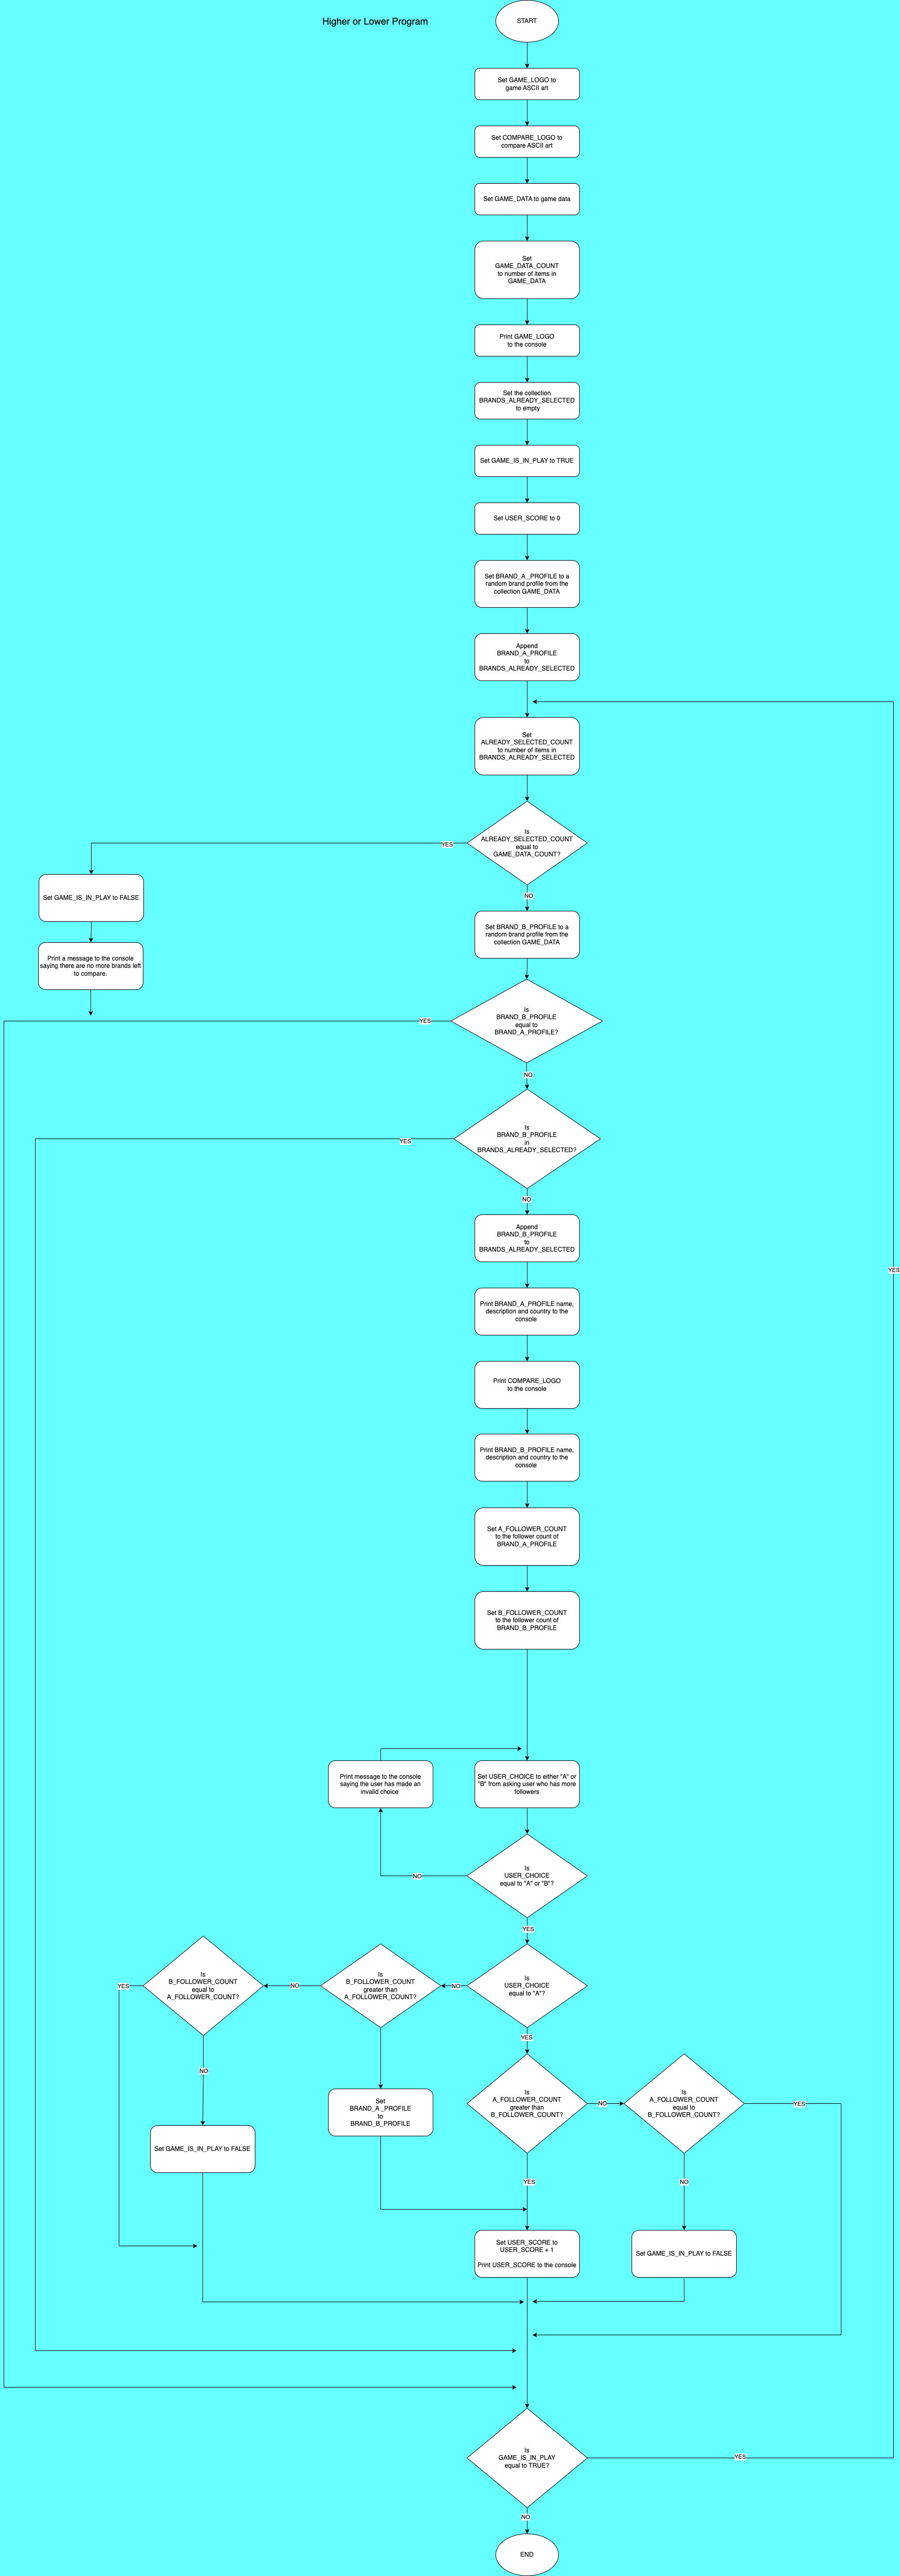 Higher or Lower Program
START
Set GAME_LOGO to
game ASCII art
Set COMPARE_LOGO to
compare ASCII art
Set GAME_DATA to game data
Set
GAME_DATA_COUNT
to number of items in
GAME_DATA
Print GAME_LOGO
to the console
Set the collection
BRANDS_ALREADY_SELECTED
to empty
Set GAME_IS_IN_PLAY to TRUE
Set USER_SCORE to 0
Set BRAND_A _PROFILE to a
random brand profile from the
collection GAME_DATA
Append
BRAND_A_PROFILE
to
BRANDS_ALREADY_SELECTED
Set
ALREADY_SELECTED_COUNT
to number of items in
BRANDS_ALREADY_SELECTED
Is
ALREADY_SELECTED_COUNT
equal to
GAME_DATA_COUNT?
YES
Set GAME_IS_IN_PLAY to FALSE
Print a message to the console
saying there are no more brands left
to compare.
NO
Set BRAND_B_PROFILE to a
random brand profile from the
collection GAME_DATA
Is
BRAND_B_PROFILE
equal to
BRAND_A_PROFILE?
YES
NO
Is
BRAND_B_PROFILE
in
BRANDS_ALREADY_SELECTED?
YES
NO
Append
BRAND_B_PROFILE
to
BRANDS_ALREADY_SELECTED
YES
Print BRAND_A_PROFILE name,
description and country to the
console
Print COMPARE_LOGO
to the console
Print BRAND_B_PROFILE name,
description and country to the
console
Set A_FOLLOWER_COUNT
to the follower count of
BRAND_A_PROFILE
Set B_FOLLOWER_COUNT
to the follower count of
BRAND_B_PROFILE
Print message to the console
saying the user has made an
invalid choice
Set USER_CHOICE to either "A" or
"B" from asking user who has more
followers
Is
USER_CHOICE
equal to "A" or "B"?
NO
YES
Is
USER_CHOICE
equal to "A"?
NO
Is
B_FOLLOWER_COUNT
greater than
A_FOLLOWER_COUNT?
NO
Is
B_FOLLOWER_COUNT
equal to
A_FOLLOWER_COUNT?
YES
YES
NO
Is
A_FOLLOWER_COUNT
greater than
B_FOLLOWER_COUNT?
NO
Is
A_FOLLOWER_COUNT
equal to
B_FOLLOWER_COUNT?
YES
Set
BRAND_A _PROFILE
to
BRAND_B_PROFILE
Set GAME_IS_IN_PLAY to FALSE
YES
NO
Set USER_SCORE to
USER_SCORE + 1
Print USER_SCORE to the console
Set GAME_IS_IN_PLAY to FALSE
Is
GAME_IS_IN_PLAY
equal to TRUE?
YES
NO
END